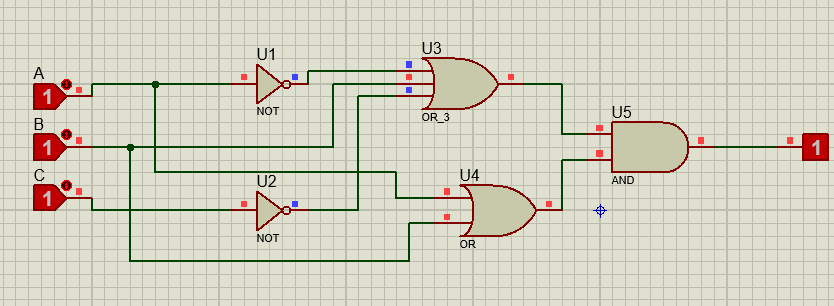 A
1
B
1
C
1
U1
NOT
U2
NOT
U3
OR_3
U4
OR
U5
AND
1